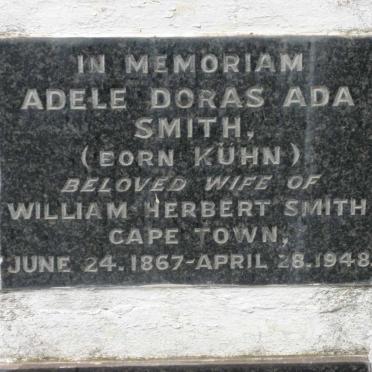 IN MEMORIAM
ADELE DORAS ADA
SMITH,
(BORN KÜHN)
BELOVED WIFE OF
WILLIAM HERBERT SMITH
CAPE TOWN,
JUNE 24. 1867-APRIL 28. 1948.